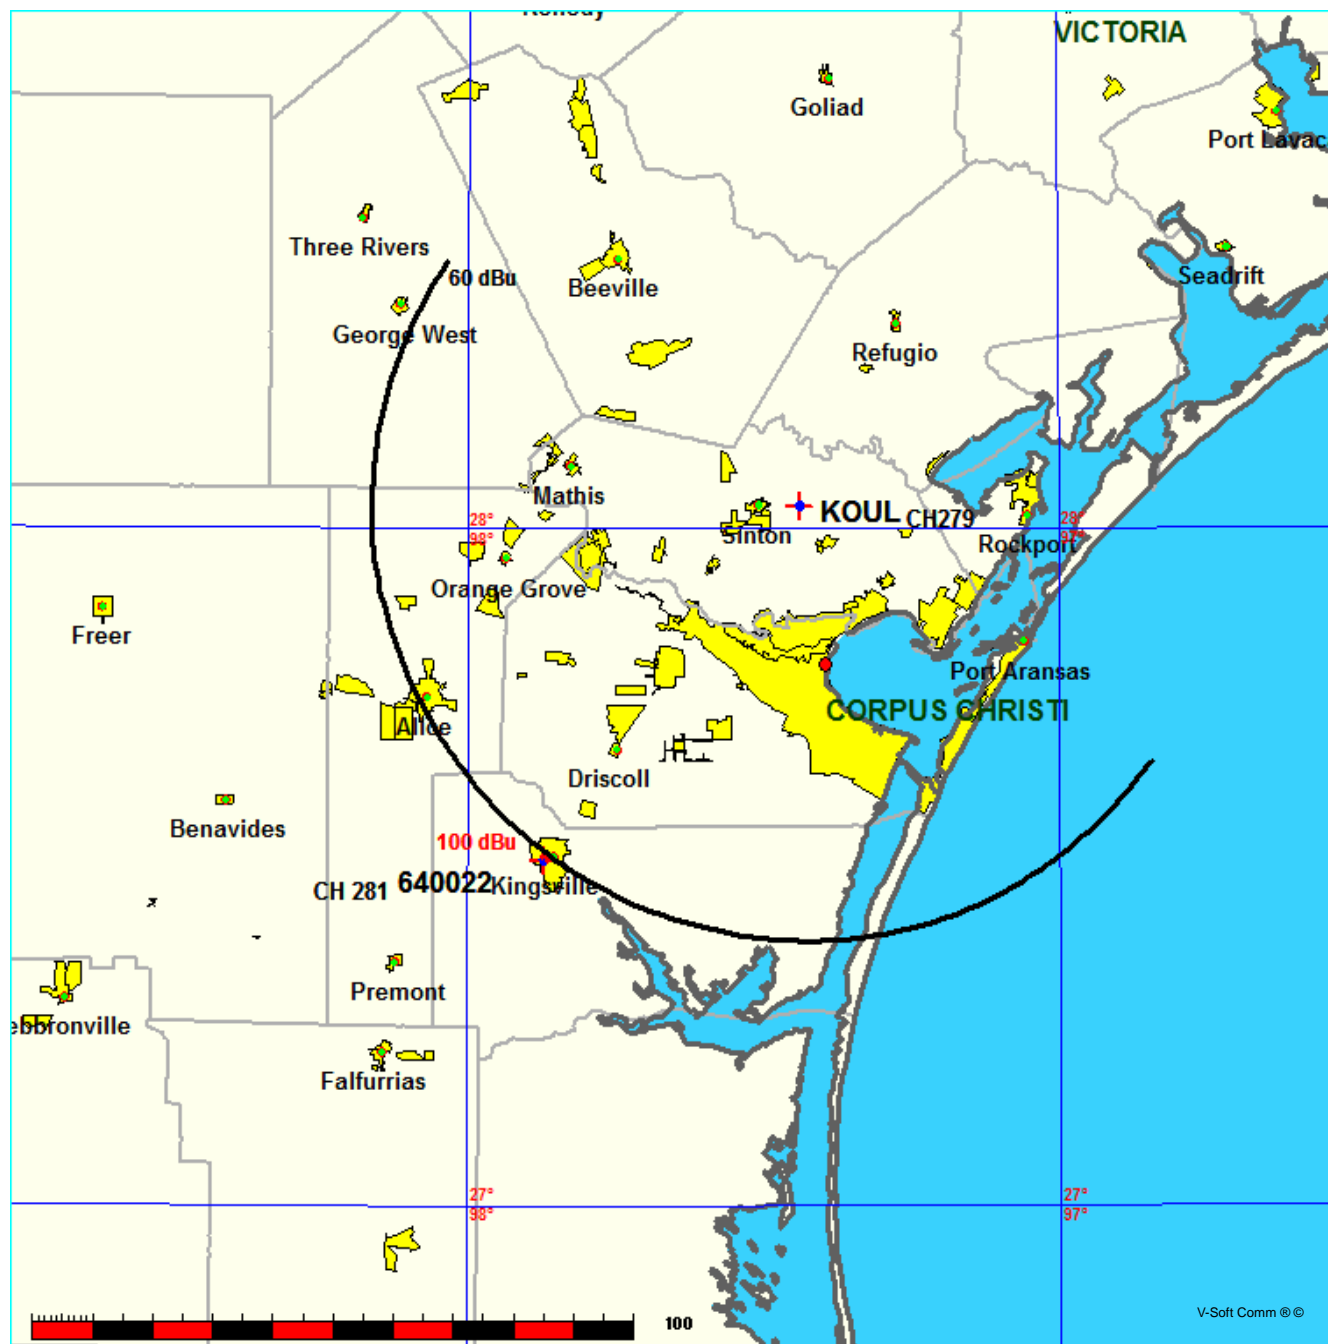 VICTORIA
Goliad
Three Rivers
60 dBu
Beeville
Seadrift
George West
Refugio
Mathis
KOUL CH279
Sinton
28°
98°
28°
97°
Rockport
Orange Grove
Freer
Port Aransas
CORPUS CHRISTI
Alice
Driscoll
Benavides
100 dBu
CH 281 640022 Kingsville
Premont
ebbronville
Falfurrias
27°
98°
27°
97°
100
V-Soft Comm ® ©
Port Lavac